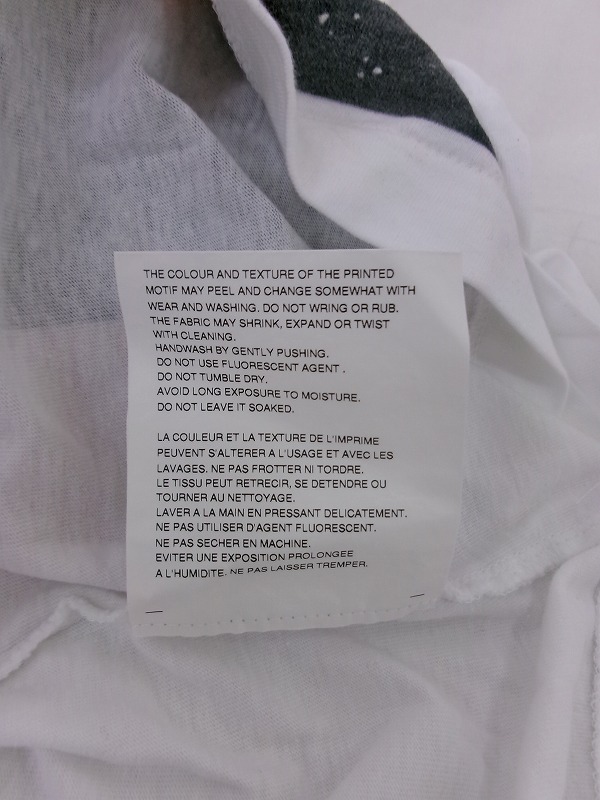 THE COLOUR AND TEXTURE OF THE PRINTED
MOTIF MAY PEEL AND CHANGE SOMEWHAT WITH
WEAR AND WASHING. DO NOT WRING OR RUB.
THE FABRIC MAY SHRINK, EXPAND OR TWIST
WITH CLEANING.
HANDWASH BY GENTLY PUSHING.
DO NOT USE FLUORESCENT AGENT .
DO NOT TUMBLE DRY.
AVOID LONG EXPOSURE TO MOISTURE.
DO NOT LEAVE IT SOAKED.
LA COULEUR ET LA TEXTURE DE L'IMPRIME
PEUVENT S'ALTERER A L'USAGE ET AVEC LES
LAVAGES. NE PAS FROTTER NI TORDRE.
LE TISSU PEUT RETRECIR, SE DETENDRE OU
TOURNER AU NETTOYAGE.
LAVER A LA MAIN EN PRESSANT DELICATEMENT.
NE PAS UTILISER D'AGENT FLUORESCENT.
NE PAS SECHER EN MACHINE.
EVITER UNE EXPOSITION PROLONGEE
A L'HUMIDITE. NE PAS LAISSER TREMPER.